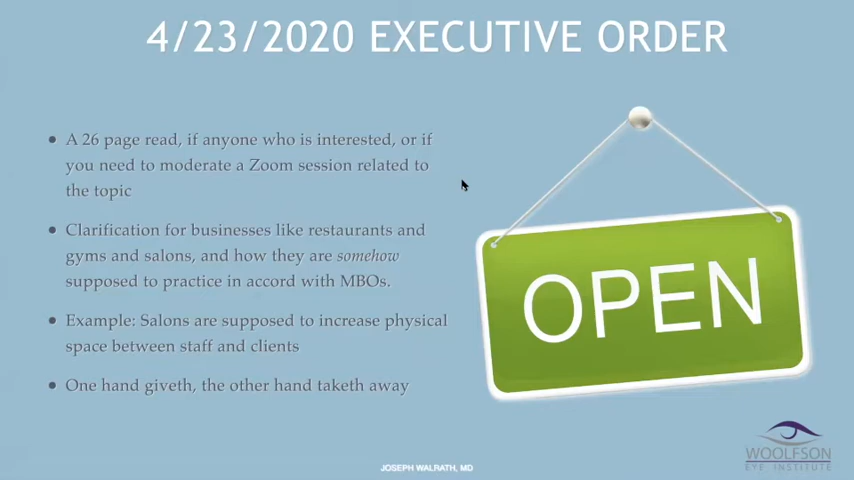 4/23/2020 EXECUTIVE ORDER
• A 26 page read, if anyone who is interested, or if
you need to moderate a Zoom session related to
the topic
• Clarification for businesses like restaurants and
gyms and salons, and how they are somehow
supposed to practice in accord with MBOs.
• Example: Salons are supposed to increase physical
space between staff and clients
• One hand giveth, the other hand taketh away
OPEN
WOOLFSON
EYE INSTITUTE
JOSEPH WALRATH, MD